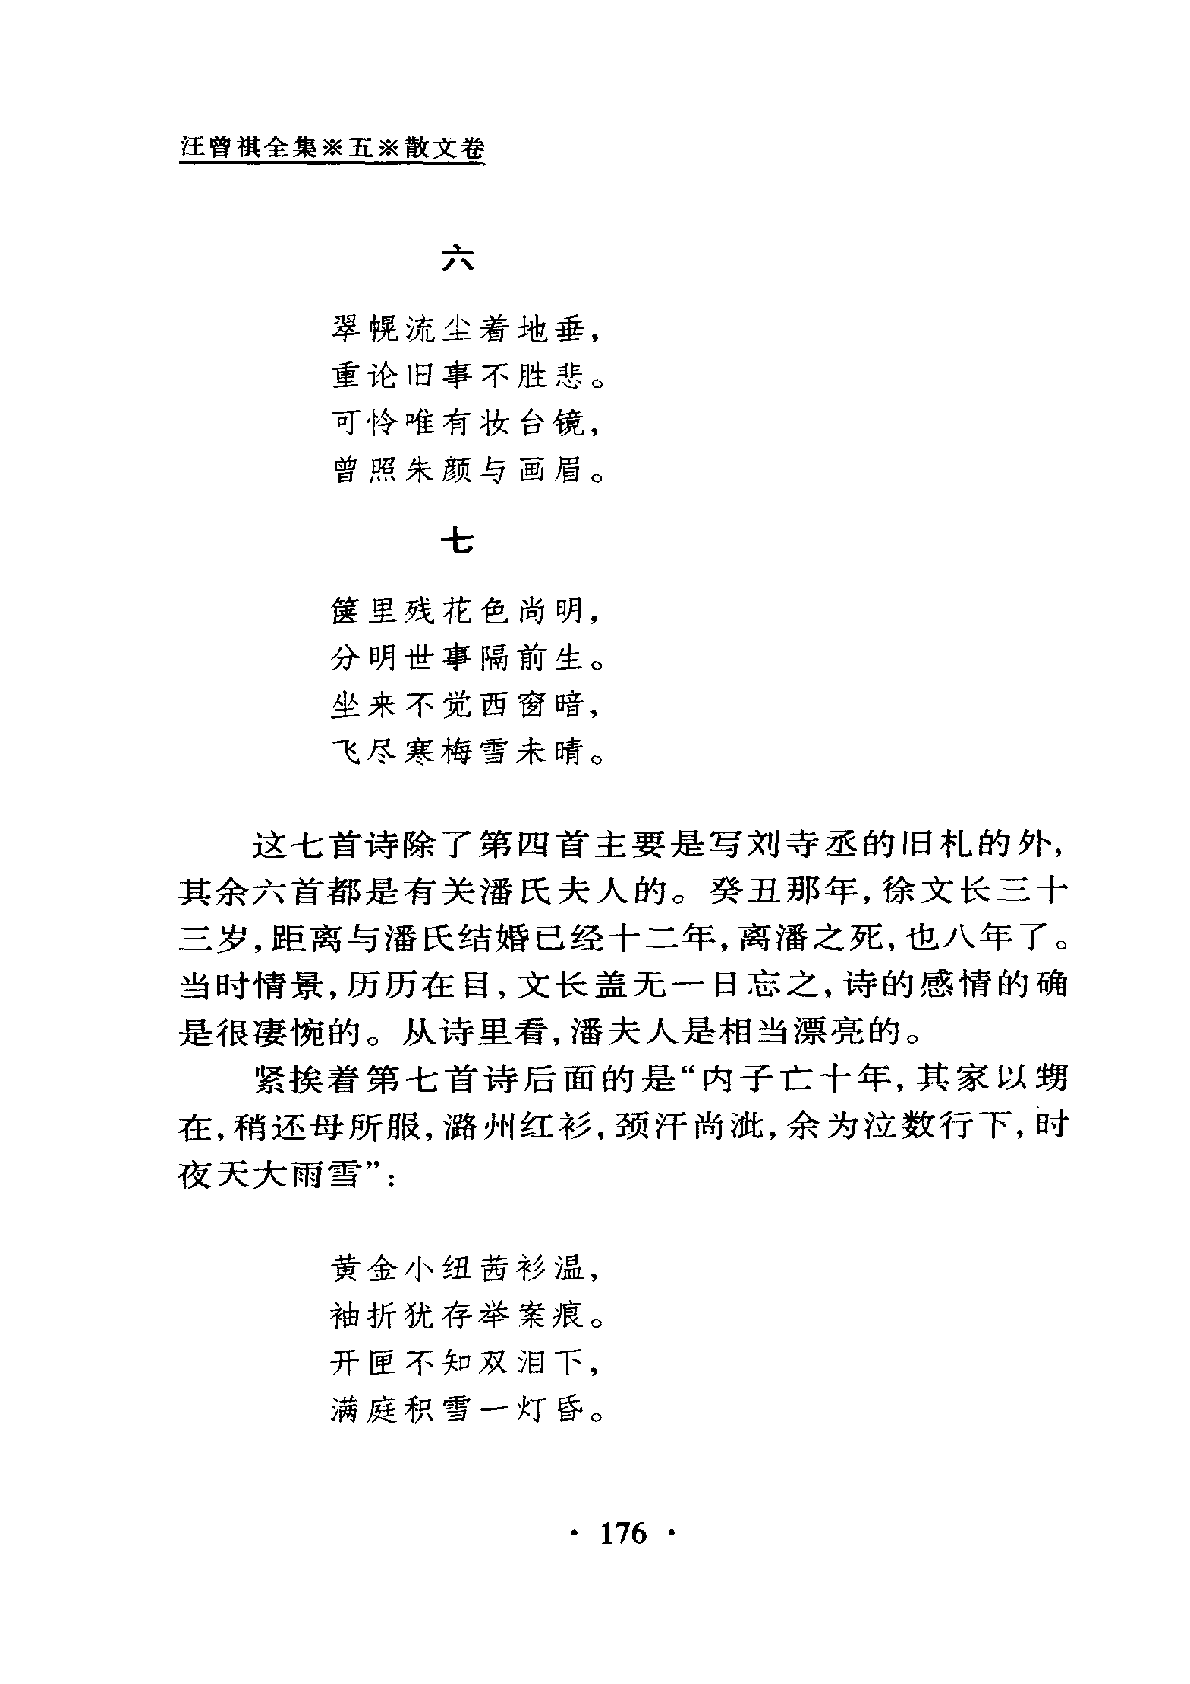 汪曾祺全集※五※散文卷
六
翠幌流尘着地垂，
重论旧事不胜悲。
可怜唯有妆台镜，
曾照朱颜与画眉。
七
箧里残花色尚明，
分明世事隔前生。
坐来不觉西窗暗，
飞尽寒梅雪未晴。
这七首诗除了第四首主要是写刘寺丞的旧札的外，
其余六首都是有关潘氏夫人的。癸丑那年，徐文长三十
三岁，距离与潘氏结婚已经十二年，离潘之死，也八年了。
当时情景，历历在目，文长盖无一日忘之，诗的感情的确
是很凄惋的。从诗里看，潘夫人是相当漂亮的。
紧挨着第七首诗后面的是“内子亡十年，其家以甥
在，稍还母所服，潞州红衫，颈汗尚泚，余为泣数行下，时
夜天大雨雪”：
黄金小纽茜衫温，
袖折犹存举案痕。
开匣不知双泪下，
满庭积雪一灯昏。
· 176 ·